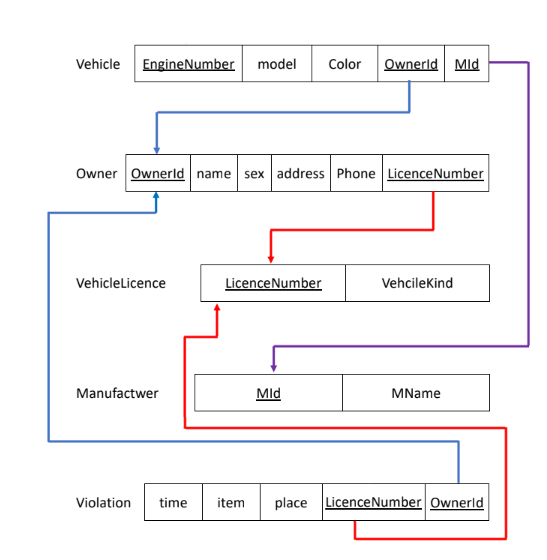 Vehicle EngineNumber model Color OwnerId MId
Owner OwnerId name sex address Phone LicenceNumber
VehicleLicence LicenceNumber VehcileKind
Manufactwer MId MName
Violation time item place LicenceNumber OwnerId